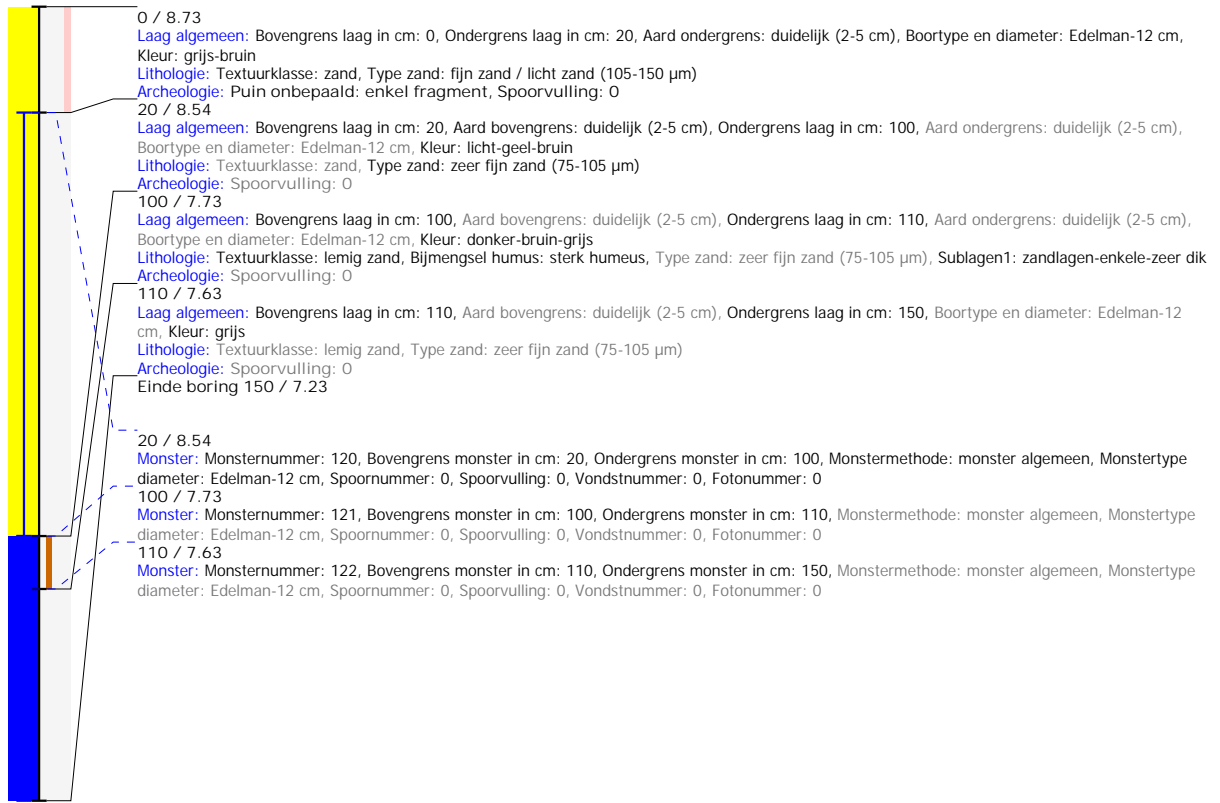 0 / 8.73
Laag algemeen: Bovengrens laag in cm: 0, Ondergrens laag in cm: 20, Aard ondergrens: duidelijk (2-5 cm), Boortype en diameter: Edelman-12 cm,
Kleur: grijs-bruin
Lithologie: Textuurklasse: zand, Type zand: fijn zand / licht zand (105-150 µm)
Archeologie: Puin onbepaald: enkel fragment, Spoorvulling: 0
20 / 8.54
Laag algemeen: Bovengrens laag in cm: 20, Aard bovengrens: duidelijk (2-5 cm), Ondergrens laag in cm: 100, Aard ondergrens: duidelijk (2-5 cm),
Boortype en diameter: Edelman-12 cm, Kleur: licht-geel-bruin
Lithologie: Textuurklasse: zand, Type zand: zeer fijn zand (75-105 µm)
Archeologie: Spoorvulling: 0
100 / 7.73
Laag algemeen: Bovengrens laag in cm: 100, Aard bovengrens: duidelijk (2-5 cm), Ondergrens laag in cm: 110, Aard ondergrens: duidelijk (2-5 cm),
Boortype en diameter: Edelman-12 cm, Kleur: donker-bruin-grijs
Lithologie: Textuurklasse: lemig zand, Bijmengsel humus: sterk humeus, Type zand: zeer fijn zand (75-105 µm), Sublagen1: zandlagen-enkele-zeer dik
Archeologie: Spoorvulling: 0
110 / 7.63
Laag algemeen: Bovengrens laag in cm: 110, Aard bovengrens: duidelijk (2-5 cm), Ondergrens laag in cm: 150, Boortype en diameter: Edelman-12
cm, Kleur: grijs
Lithologie: Textuurklasse: lemig zand, Type zand: zeer fijn zand (75-105 µm)
Archeologie: Spoorvulling: 0
Einde boring 150 / 7.23
20 / 8.54
Monster: Monsternummer: 120, Bovengrens monster in cm: 20, Ondergrens monster in cm: 100, Monstermethode: monster algemeen, Monstertype
diameter: Edelman-12 cm, Spoornummer: 0, Spoorvulling: 0, Vondstnummer: 0, Fotonummer: 0
100 / 7.73
Monster: Monsternummer: 121, Bovengrens monster in cm: 100, Ondergrens monster in cm: 110, Monstermethode: monster algemeen, Monstertype
diameter: Edelman-12 cm, Spoornummer: 0, Spoorvulling: 0, Vondstnummer: 0, Fotonummer: 0
110 / 7.63
Monster: Monsternummer: 122, Bovengrens monster in cm: 110, Ondergrens monster in cm: 150, Monstermethode: monster algemeen, Monstertype
diameter: Edelman-12 cm, Spoornummer: 0, Spoorvulling: 0, Vondstnummer: 0, Fotonummer: 0